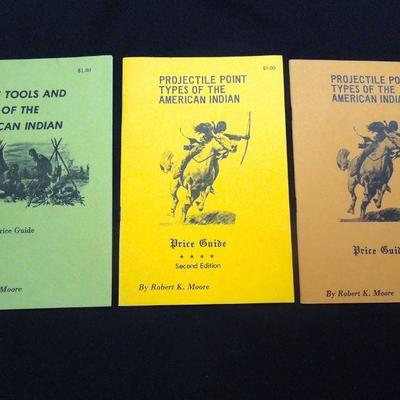 $1.00
TOOLS AND
OF THE
CAN INDIAN
rice Guide
Moore
$1.00
PROJECTILE POINT
TYPES OF THE
AMERICAN INDIAN
Price Guide
★ ★ ★ ★
Second Edition
By Robert K. Moore
PROJECTILE PO
TYPES OF THE
AMERICAN INDIA
Price Guid
By Robert K. Moore